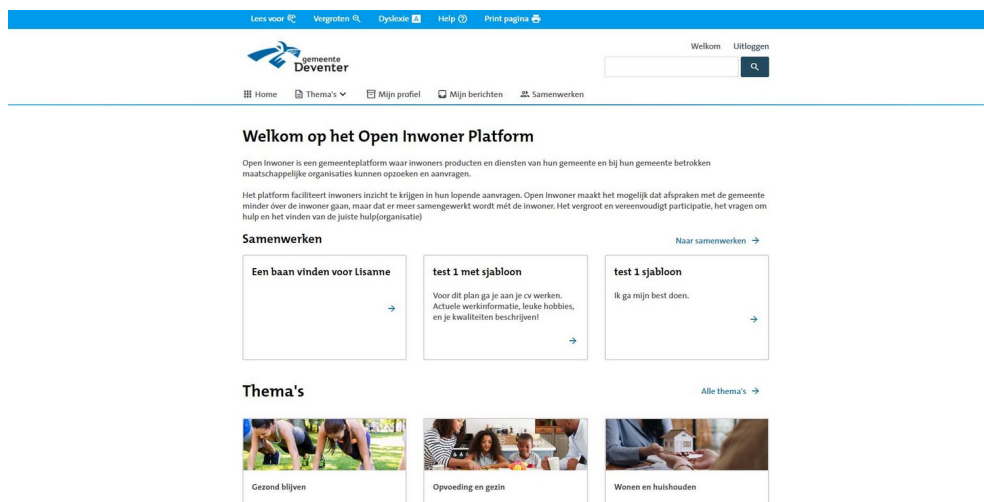 Lees voor Vergroten Dyslexie A Help Print pagina
gemeente
Deventer
Welkom Uitloggen
Home Thema's Mijn profiel Mijn berichten Samenwerken
Welkom op het Open Inwoner Platform
Open Inwoner is een gemeenteplatform waar inwoners producten en diensten van hun gemeente en bij hun gemeente betrokken
maatschappelijke organisaties kunnen opzoeken en aanvragen.
Het platform faciliteert inwoners inzicht te krijgen in hun lopende aanvragen. Open Inwoner maakt het mogelijk dat afspraken met de gemeente
minder óver de inwoner gaan, maar dat er meer samengewerkt wordt mét de inwoner. Het vergroot en vereenvoudigt participatie, het vragen om
hulp en het vinden van de juiste hulp(organisatie)
Samenwerken
Naar samenwerken
Een baan vinden voor Lisanne
test 1 met sjabloon
Voor dit plan ga je aan je cv werken.
Actuele werkinformatie, leuke hobbies,
en je kwaliteiten beschrijven!
test 1 sjabloon
Ik ga mijn best doen.
Thema's
Alle thema's
Gezond blijven
Opvoeding en gezin
Wonen en huishouden